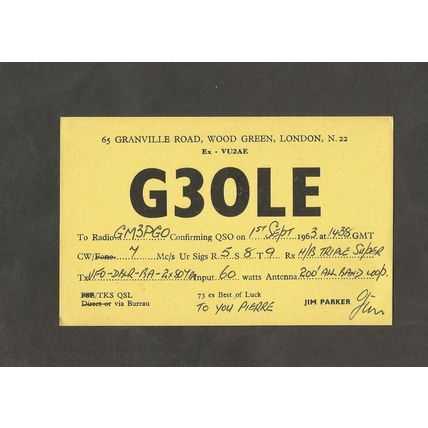 65 GRANVILLE ROAD, WOOD GREEN, LONDON, N.22
Ex - VU2AE
G3OLE
To Radio GM3PGO Confirming QSO on 1ST SEPT 1963 at 1438 GMT
CW/Fone 7 Mc/s Ur Sigs R.5 S.8 T.9 Rx H/B TRIPLE SUPER
Tx VFO-DBLR-BA-2x807 Input 60 watts Antenna 200' ALL BAND LOOP.
PSE/TKS QSL 73 es Best of Luck
Direct or via Bureau TO YOU PIERRE JIM PARKER Jim